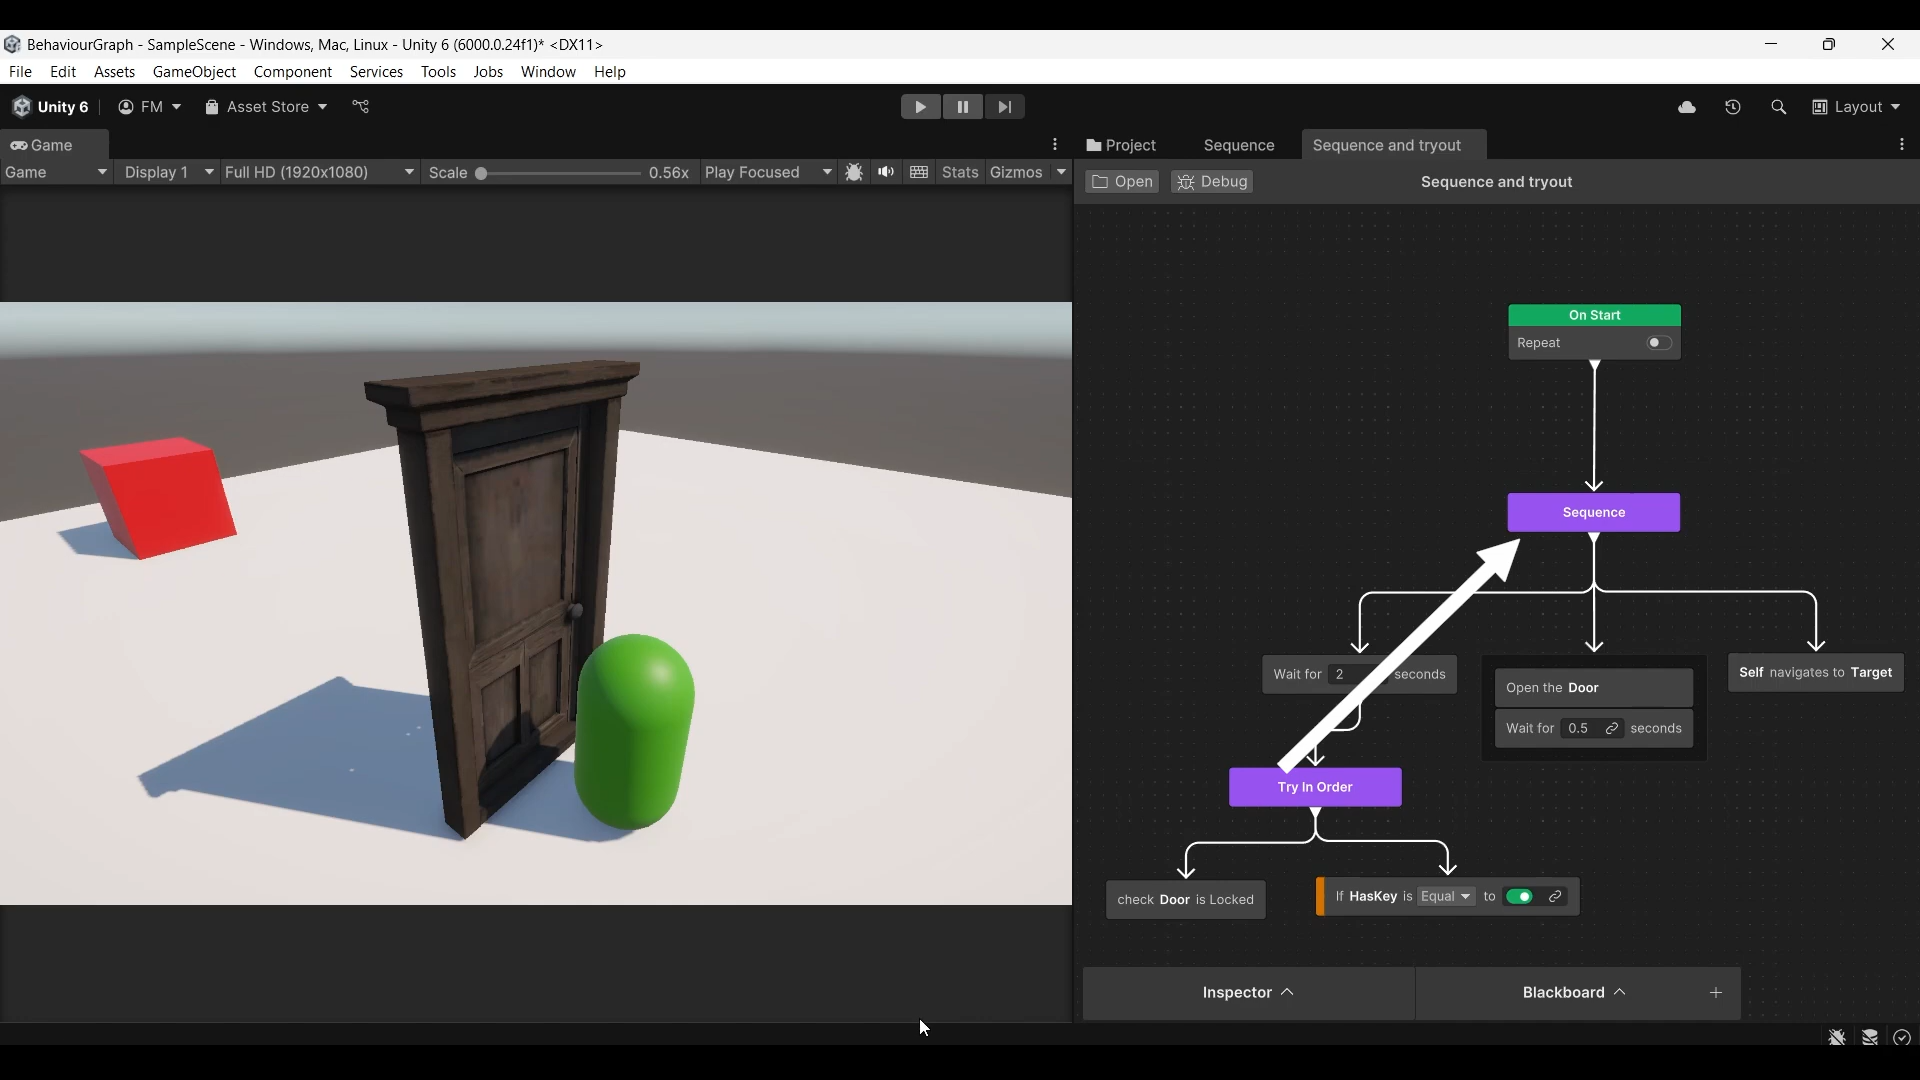 BehaviourGraph - SampleScene - Windows, Mac, Linux - Unity 6 (6000.0.24f1)* <DX11>
File Edit Assets GameObject Component Services Tools Jobs Window Help
Unity 6 FM Asset Store Layout
Game
Project Sequence Sequence and tryout
Game Display 1 Full HD (1920x1080) Scale 0.56x Play Focused Stats Gizmos
Open Debug Sequence and tryout
On Start
Repeat
Sequence
Wait for 2 seconds
Open the Door
Wait for 0.5 seconds
Self navigates to Target
Try In Order
check Door is Locked
If HasKey is Equal to
Inspector Blackboard +